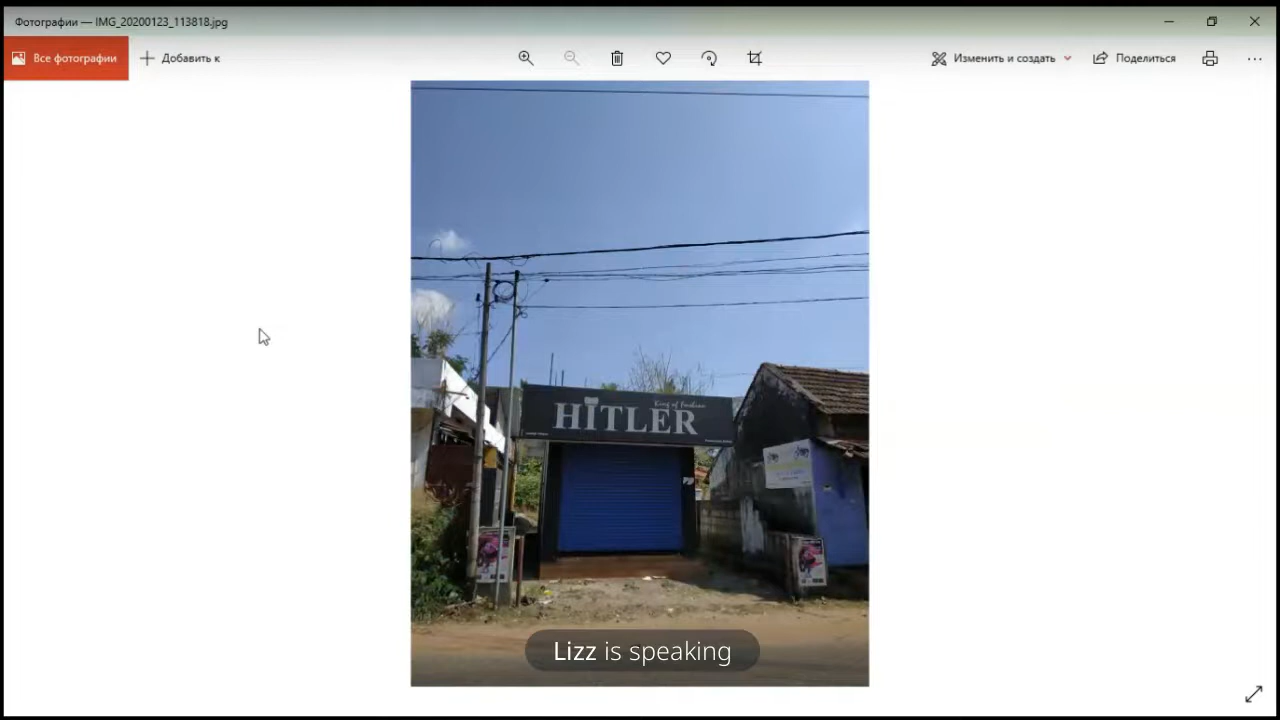 Фотографии — IMG_20200123_113818.jpg
Все фотографии
Добавить к
Изменить и создать
Поделиться
King of Fashion
HITLER
Lizz is speaking